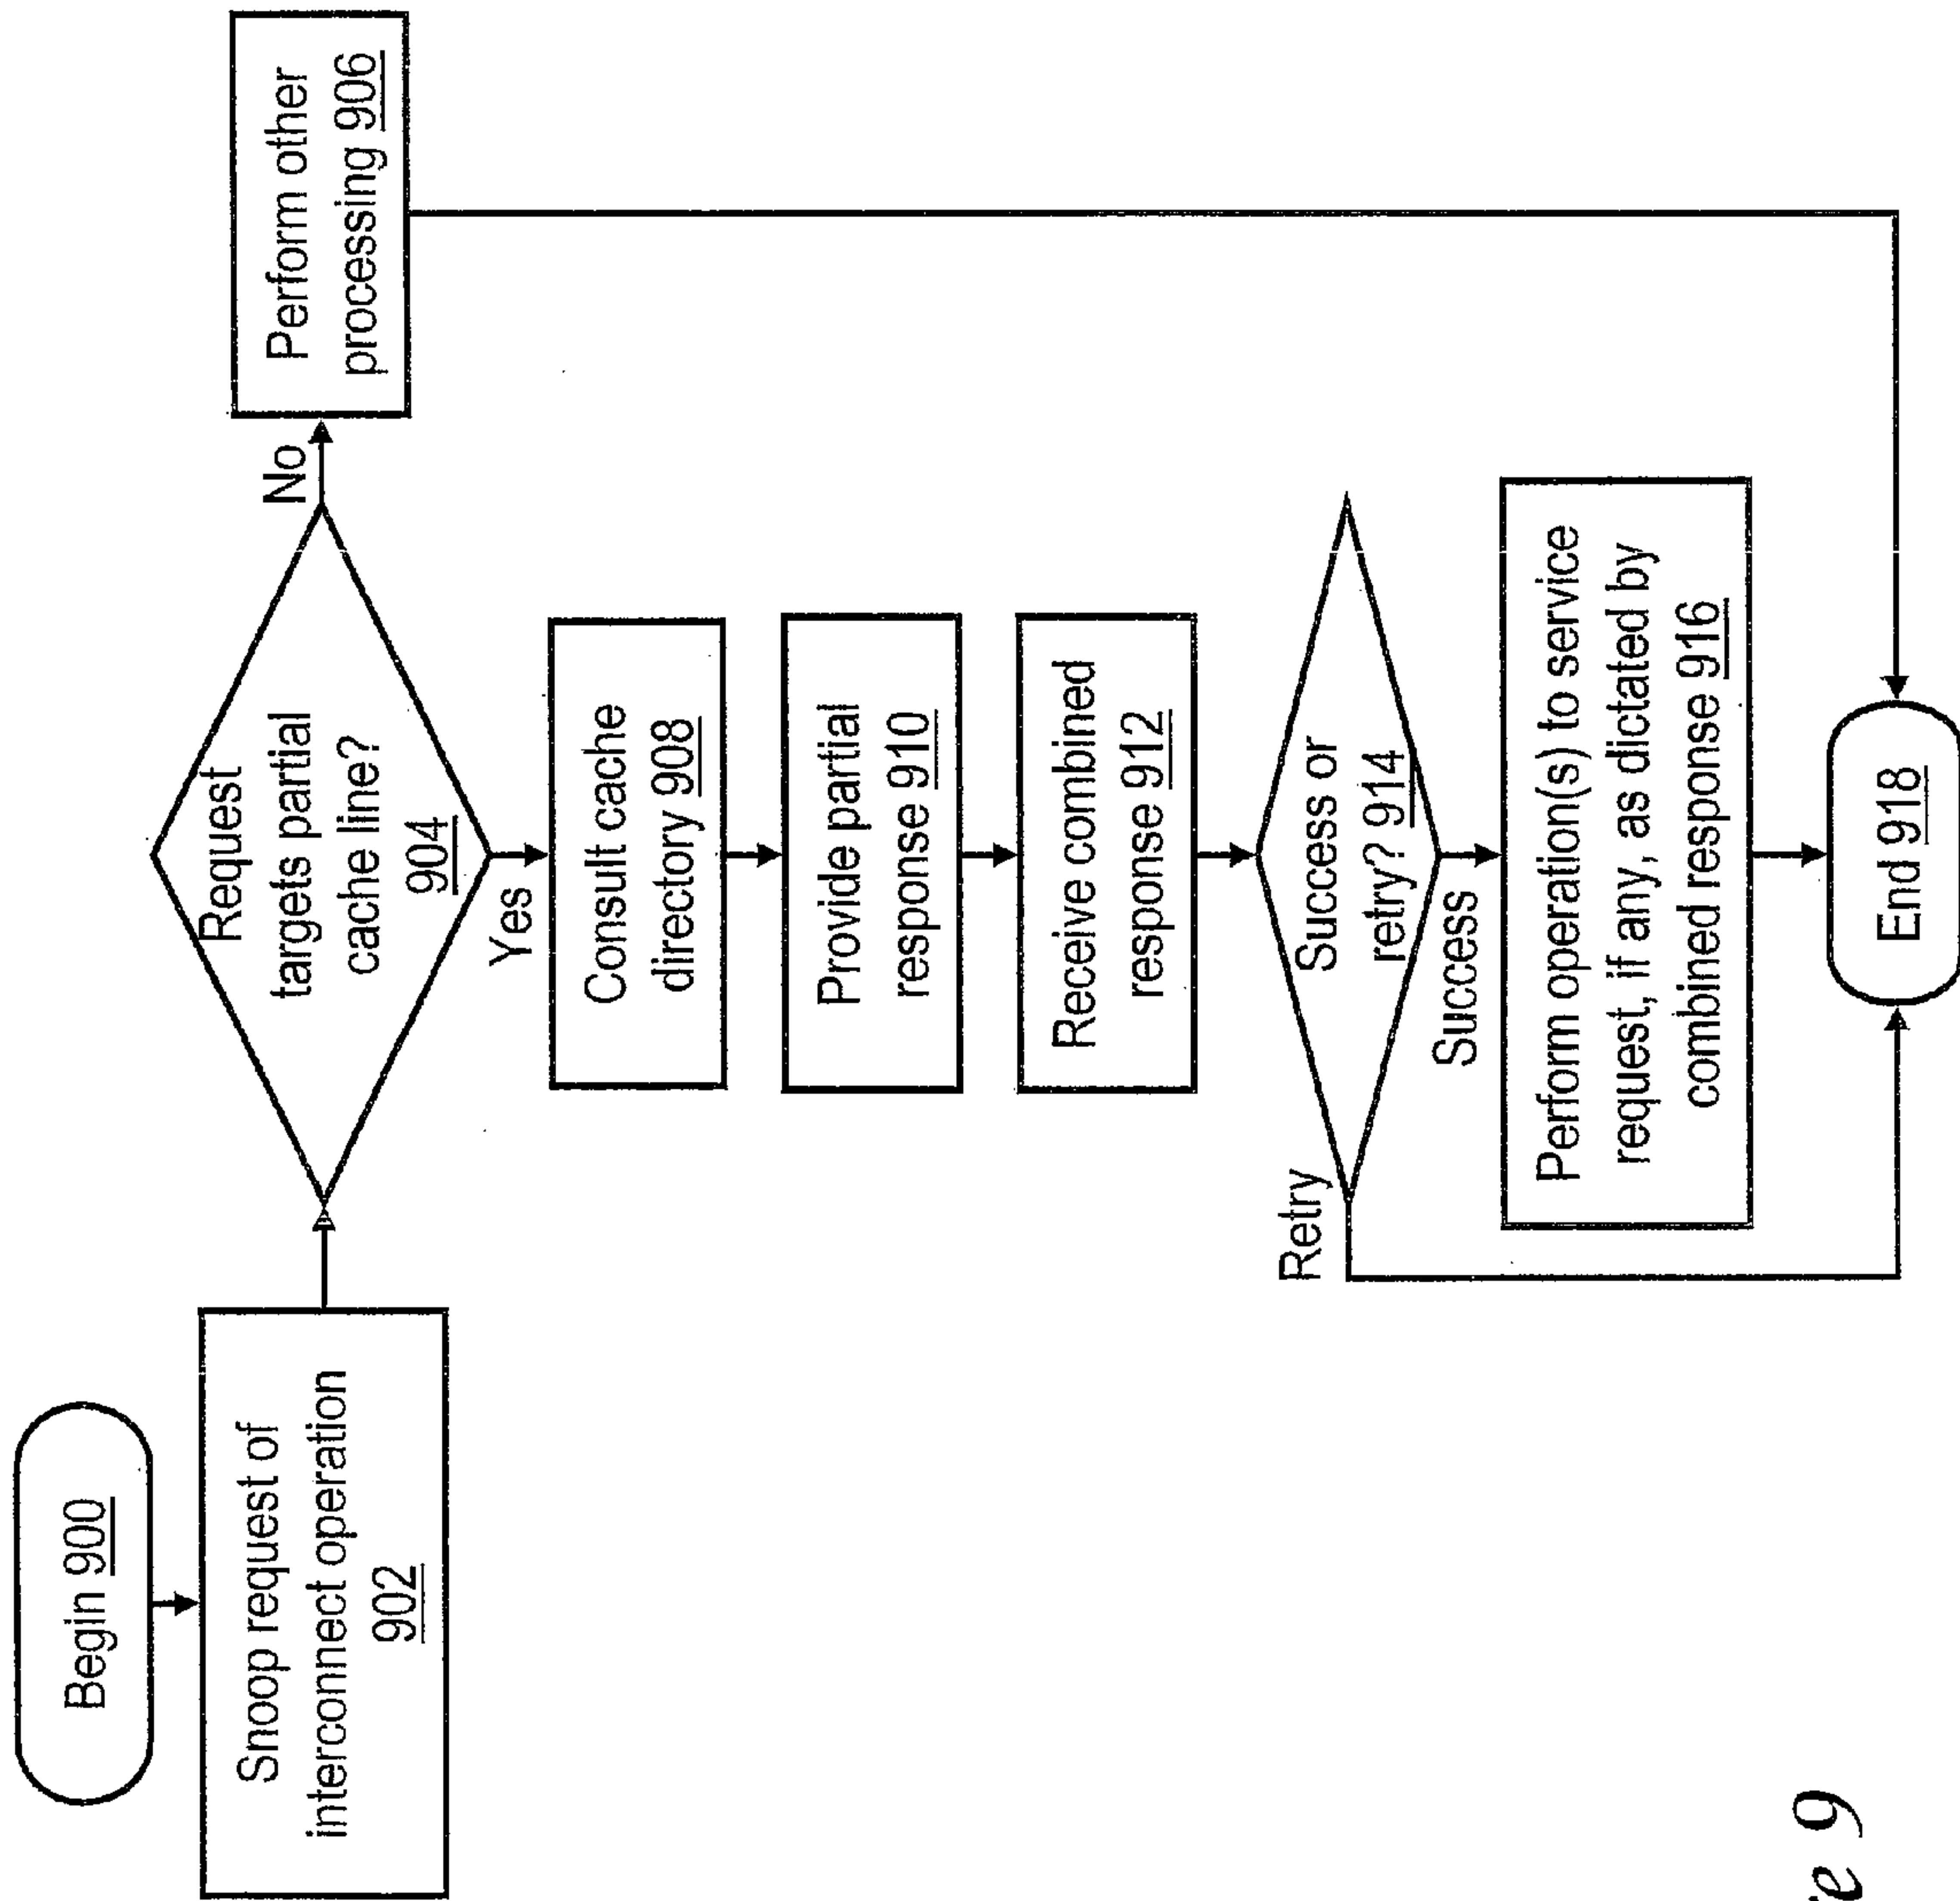 Begin 900
Snoop request of
interconnect operation
902
Request
targets partial
cache line?
904
No
Perform other
processing 906
Yes
Consult cache
directory 908
Provide partial
response 910
Receive combined
response 912
Success or
retry? 914
Retry
Success
Perform operation(s) to service
request, if any, as dictated by
combined response 916
End 918
9